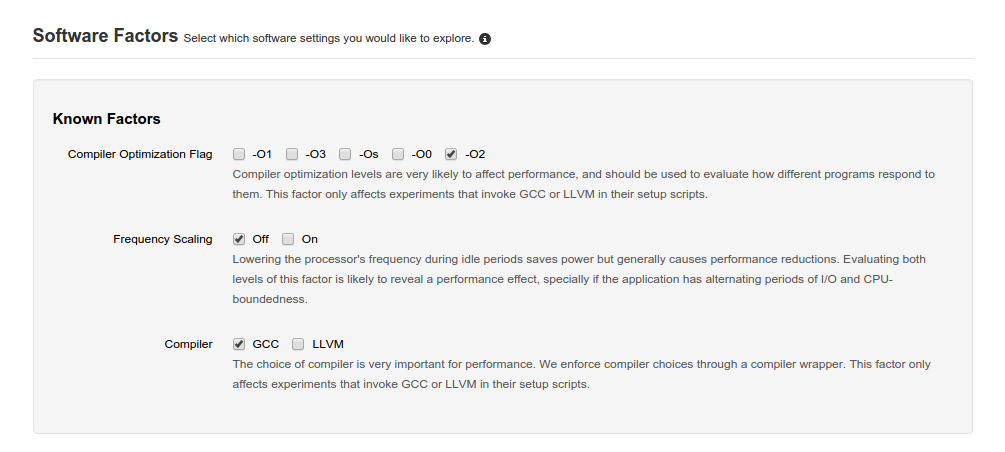 Software Factors Select which software settings you would like to explore.
Known Factors
Compiler Optimization Flag -O1 -O3 -Os -O0 -O2
Compiler optimization levels are very likely to affect performance, and should be used to evaluate how different programs respond to
them. This factor only affects experiments that invoke GCC or LLVM in their setup scripts.
Frequency Scaling Off On
Lowering the processor's frequency during idle periods saves power but generally causes performance reductions. Evaluating both
levels of this factor is likely to reveal a performance effect, specially if the application has alternating periods of I/O and CPU-
boundedness.
Compiler GCC LLVM
The choice of compiler is very important for performance. We enforce compiler choices through a compiler wrapper. This factor only
affects experiments that invoke GCC or LLVM in their setup scripts.